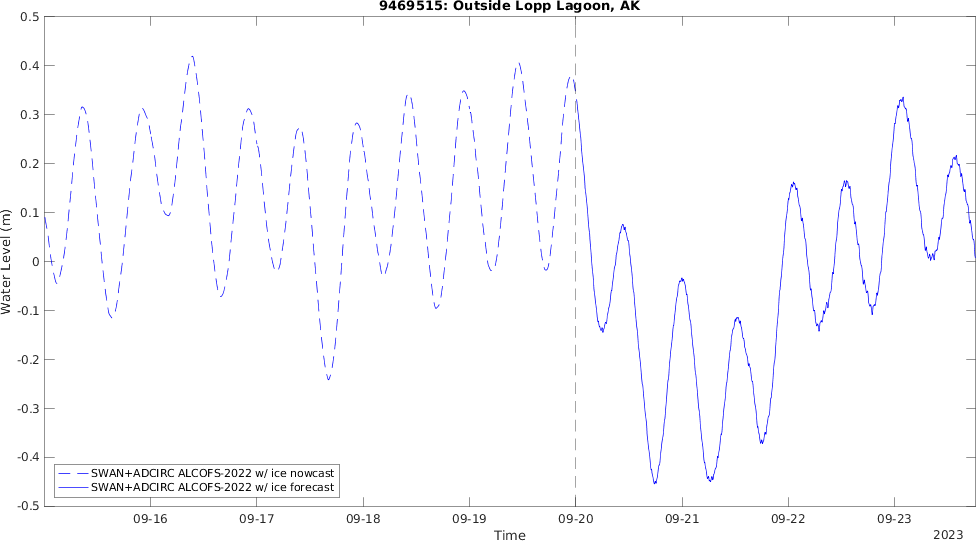 9469515: Outside Lopp Lagoon, AK
0.5
0.4
0.3
0.2
0.1
0
-0.1
-0.2
-0.3
-0.4
-0.5
Water Level (m)
SWAN+ADCIRC ALCOFS-2022 w/ ice nowcast
SWAN+ADCIRC ALCOFS-2022 w/ ice forecast
09-16 09-17 09-18 09-19 09-20 09-21 09-22 09-23
Time
2023